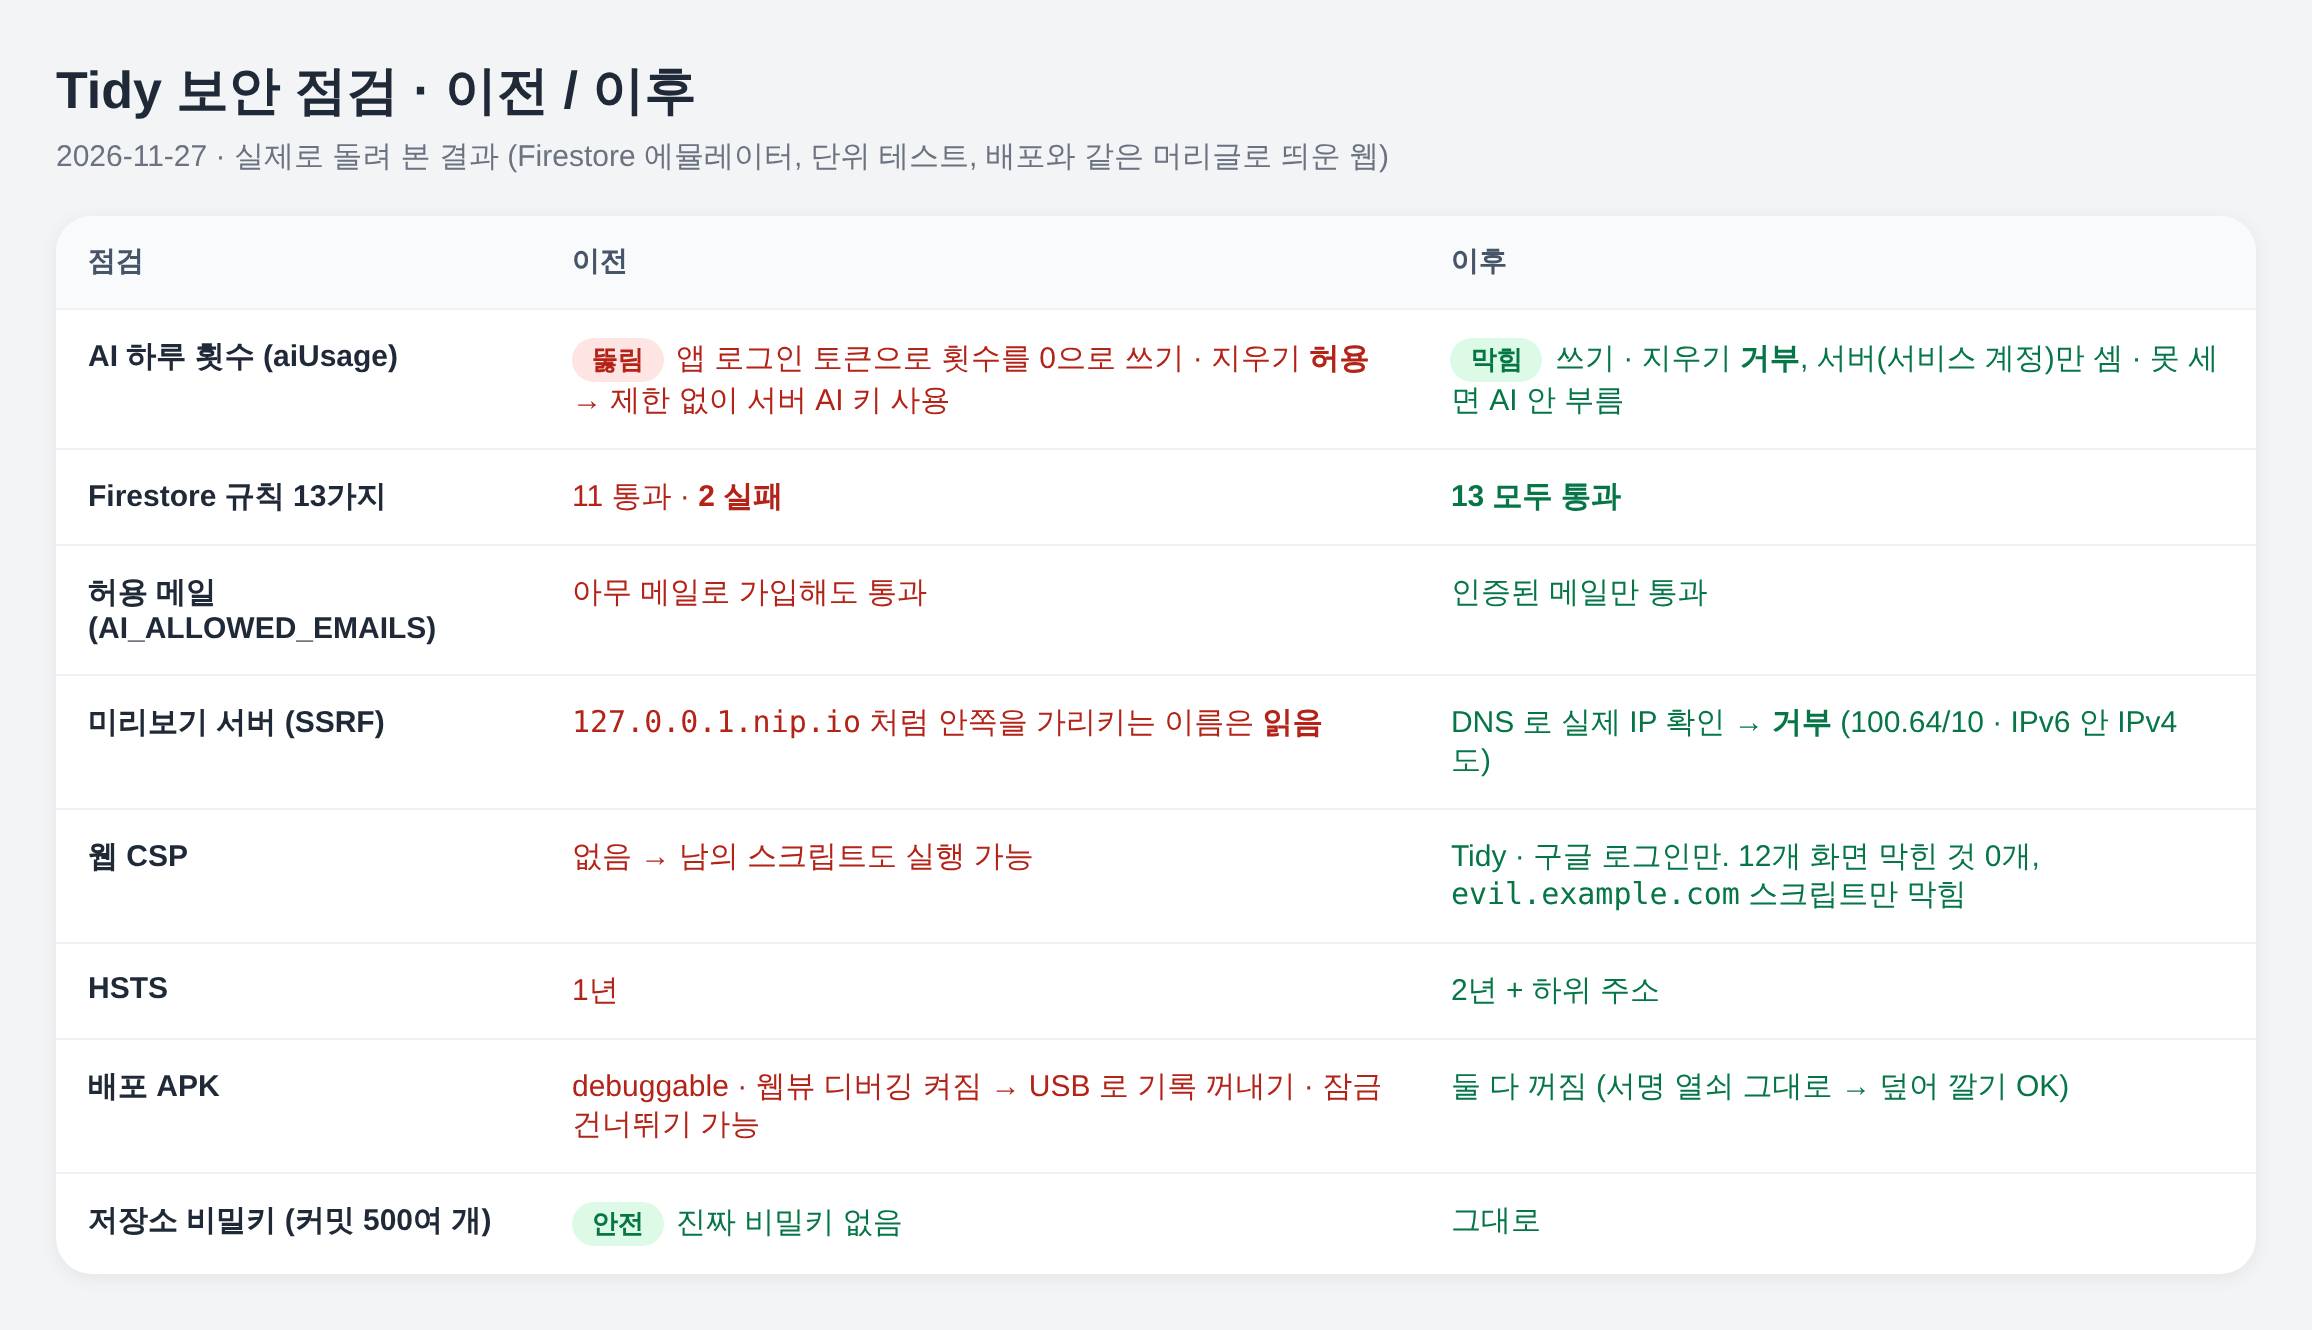 Tidy 보안 점검 · 이전 / 이후
2026-11-27 · 실제로 돌려 본 결과 (Firestore 에뮬레이터, 단위 테스트, 배포와 같은 머리글로 띄운 웹)
점검
이전
이후
AI 하루 횟수 (aiUsage)
뚫림 앱 로그인 토큰으로 횟수를 0으로 쓰기 · 지우기 허용
→ 제한 없이 서버 AI 키 사용
막힘 쓰기 · 지우기 거부, 서버(서비스 계정)만 셈 · 못 세
면 AI 안 부름
Firestore 규칙 13가지
11 통과 · 2 실패
13 모두 통과
허용 메일
(AI_ALLOWED_EMAILS)
아무 메일로 가입해도 통과
인증된 메일만 통과
미리보기 서버 (SSRF)
127.0.0.1.nip.io 처럼 안쪽을 가리키는 이름은 읽음
DNS 로 실제 IP 확인 → 거부 (100.64/10 · IPv6 안 IPv4
도)
웹 CSP
없음 → 남의 스크립트도 실행 가능
Tidy · 구글 로그인만. 12개 화면 막힌 것 0개,
evil.example.com 스크립트만 막힘
HSTS
1년
2년 + 하위 주소
배포 APK
debuggable · 웹뷰 디버깅 켜짐 → USB 로 기록 꺼내기 · 잠금
건너뛰기 가능
둘 다 꺼짐 (서명 열쇠 그대로 → 덮어 깔기 OK)
저장소 비밀키 (커밋 500여 개)
안전 진짜 비밀키 없음
그대로